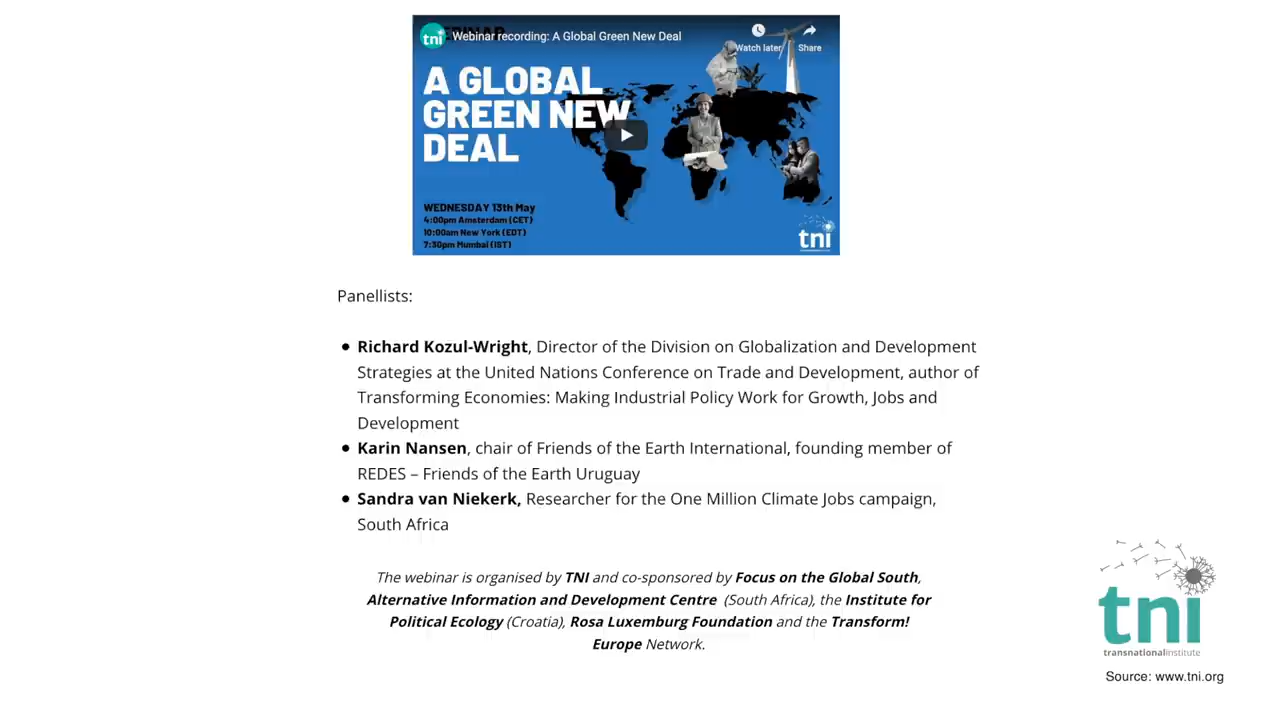 Webinar recording: A Global Green New Deal
Watch later
Share
A GLOBAL
GREEN NEW
DEAL
WEDNESDAY 13th May
4:00pm Amsterdam (CET)
10:00am New York (EDT)
7:30pm Mumbai (IST)
tni
Panellists:
• Richard Kozul-Wright, Director of the Division on Globalization and Development
Strategies at the United Nations Conference on Trade and Development, author of
Transforming Economies: Making Industrial Policy Work for Growth, Jobs and
Development
• Karin Nansen, chair of Friends of the Earth International, founding member of
REDES – Friends of the Earth Uruguay
• Sandra van Niekerk, Researcher for the One Million Climate Jobs campaign,
South Africa
The webinar is organised by TNI and co-sponsored by Focus on the Global South,
Alternative Information and Development Centre (South Africa), the Institute for
Political Ecology (Croatia), Rosa Luxemburg Foundation and the Transform!
Europe Network.
tni
transnationalinstitute
Source: www.tni.org